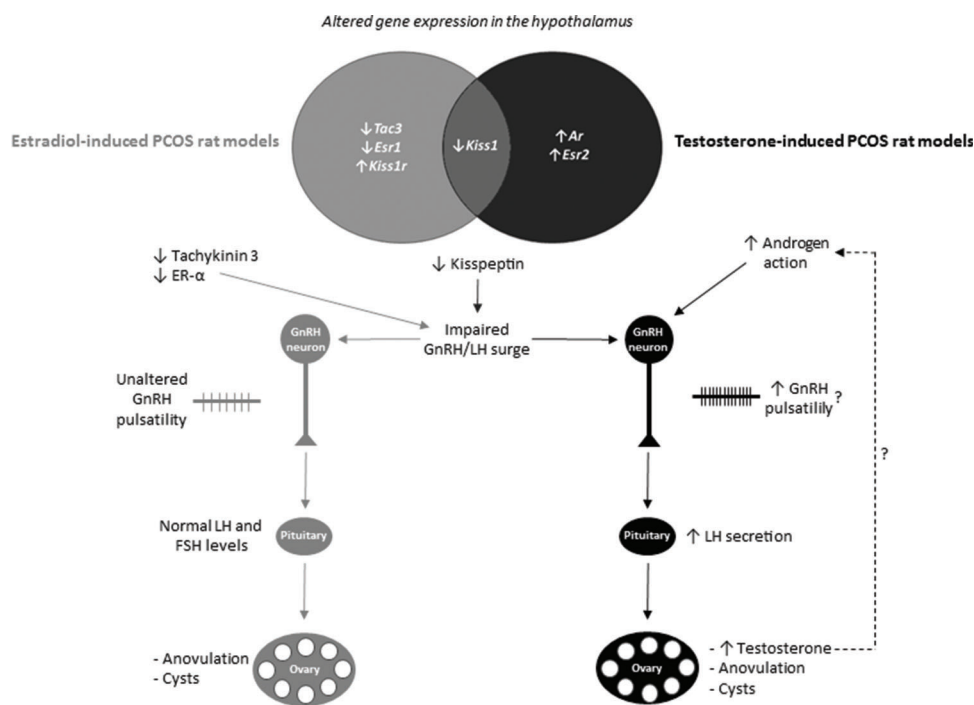 Altered gene expression in the hypothalamus
Estradiol-induced PCOS rat models
↓ Tac3
↓ Esr1
↑ Kiss1r
↓ Kiss1
↑ Ar
↑ Esr2
Testosterone-induced PCOS rat models
↓ Tachykinin 3
↓ ER-α
↓ Kisspeptin
↑ Androgen
action
GnRH
neuron
Impaired
GnRH/LH surge
GnRH
neuron
Unaltered
GnRH
pulsatility
↑ GnRH
pulsatilily
?
?
Normal LH and
FSH levels
Pituitary
Pituitary
↑ LH secretion
- Anovulation
- Cysts
Ovary
Ovary
- ↑ Testosterone
- Anovulation
- Cysts